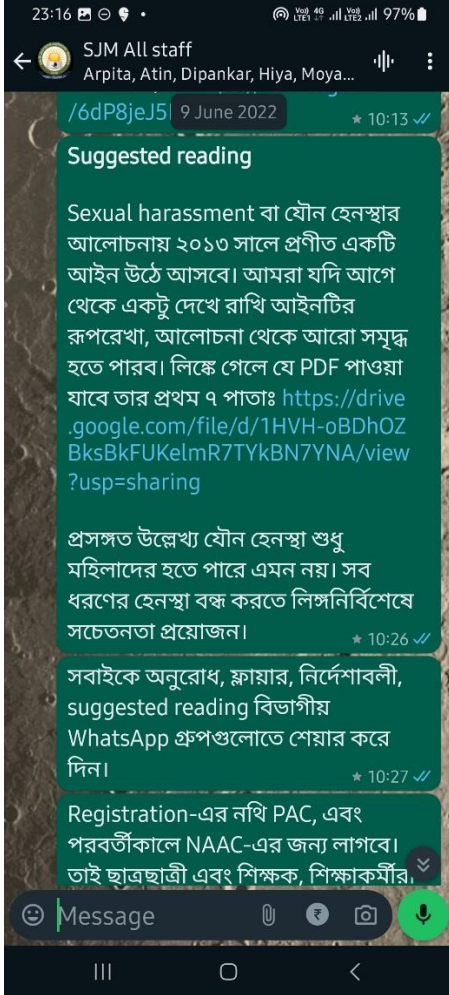 23:16
Vo) 4G
LTE1
Vo))
LTE2
97%
SJM All staff
Arpita, Atin, Dipankar, Hiya, Moya...
/6dP8jeJ5
9 June 2022
10:13
Suggested reading
Sexual harassment বা যৌন হেনস্থার
আলোচনায় ২০১৩ সালে প্রণীত একটি
আইন উঠে আসবে। আমরা যদি আগে
থেকে একটু দেখে রাখি আইনটির
রূপরেখা, আলোচনা থেকে আরো সমৃদ্ধ
হতে পারব। লিঙ্কে গেলে যে PDF পাওয়া
যাবে তার প্রথম ৭ পাতাঃ https://drive
.google.com/file/d/1HVH-oBDhOZ
BksBkFUKelmR7TYkBN7YNA/view
?usp=sharing
প্রসঙ্গত উল্লেখ্য যৌন হেনস্থা শুধু
মহিলাদের হতে পারে এমন নয়। সব
ধরণের হেনস্থা বন্ধ করতে লিঙ্গনির্বিশেষে
সচেতনতা প্রয়োজন।
10:26
সবাইকে অনুরোধ, ফ্লায়ার, নির্দেশাবলী,
suggested reading বিভাগীয়
WhatsApp গ্রুপগুলোতে শেয়ার করে
দিন।
10:27
Registration-এর নথি PAC, এবং
পরবর্তীকালে NAAC-এর জন্য লাগবে।
তাই ছাত্রছাত্রী এবং শিক্ষক, শিক্ষাকর্মীর
Message